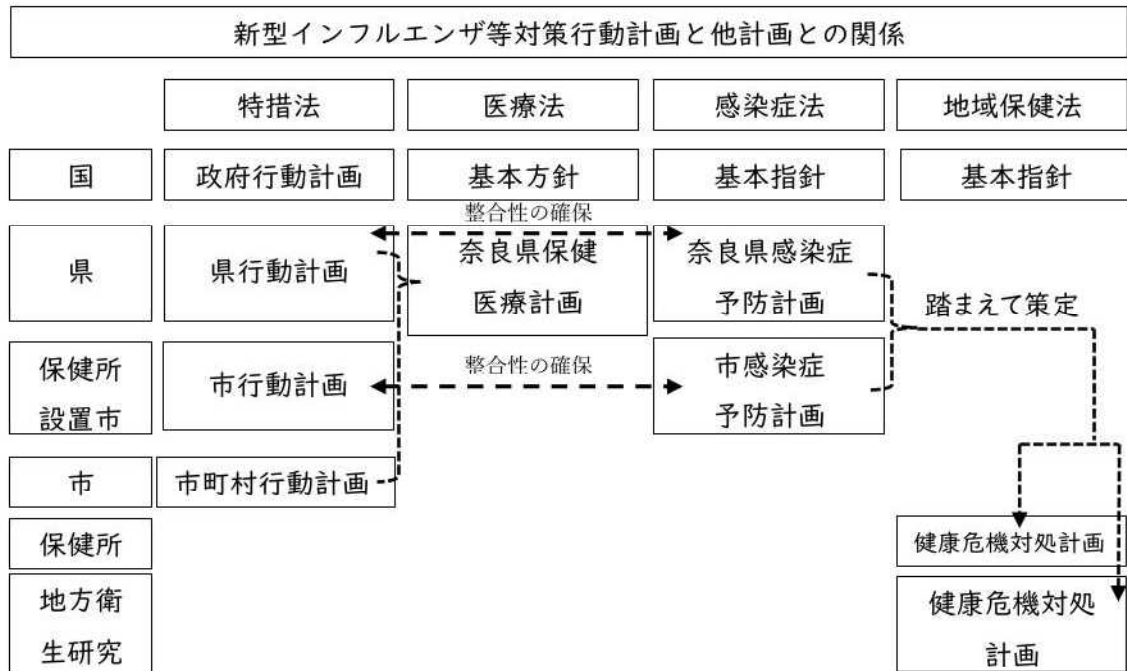 新型インフルエンザ等対策行動計画と他計画との関係
特措法
医療法
感染症法
地域保健法
国
政府行動計画
基本方針
基本指針
基本指針
整合性の確保
県
県行動計画
奈良県保健
医療計画
奈良県感染症
予防計画
踏まえて策定
保健所
設置市
市行動計画
整合性の確保
市感染症
予防計画
市
市町村行動計画
保健所
健康危機対処計画
地方衛
生研究
健康危機対処
計画